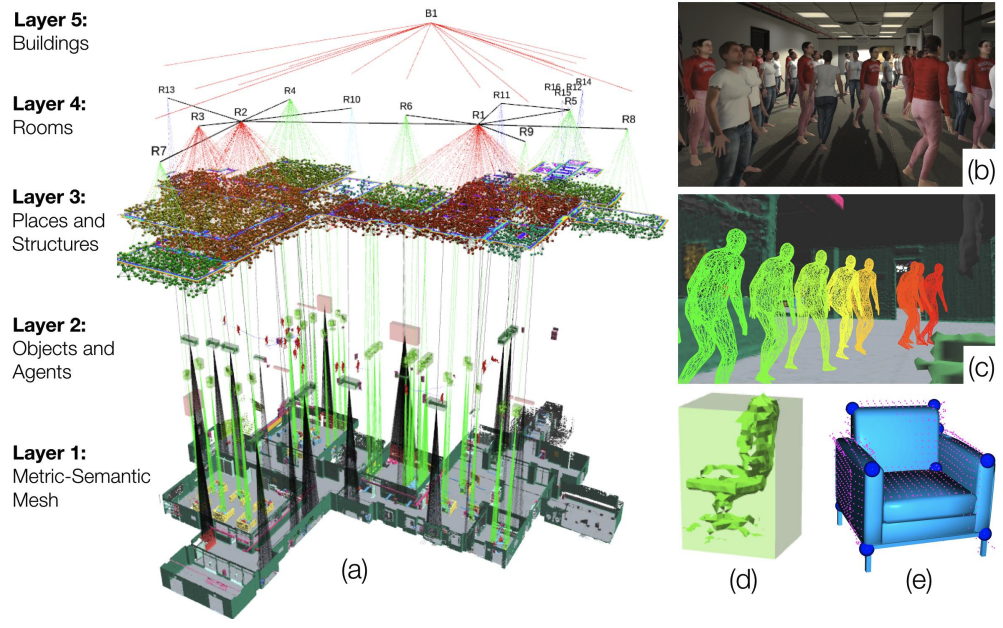 Layer 5:
Buildings
B1
Layer 4:
Rooms
R13
R3
R2
R4
R10
R6
R1
R11
R9
R16
R15
R12
R14
R5
R8
R7
Layer 3:
Places and
Structures
Layer 2:
Objects and
Agents
Layer 1:
Metric-Semantic
Mesh
(a)
(b)
(c)
(d)
(e)